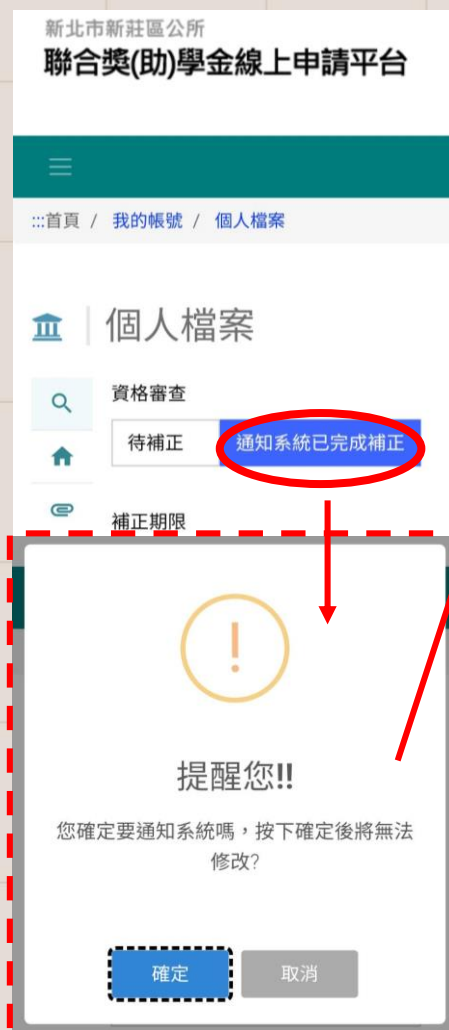 新北市新莊區公所
聯合獎(助)學金線上申請平台
:::首頁 / 我的帳號 / 個人檔案
個人檔案
資格審查
待補正 通知系統已完成補正
補正期限
!
提醒您!!
您確定要通知系統嗎，按下確定後將無法
修改?
確定 取消